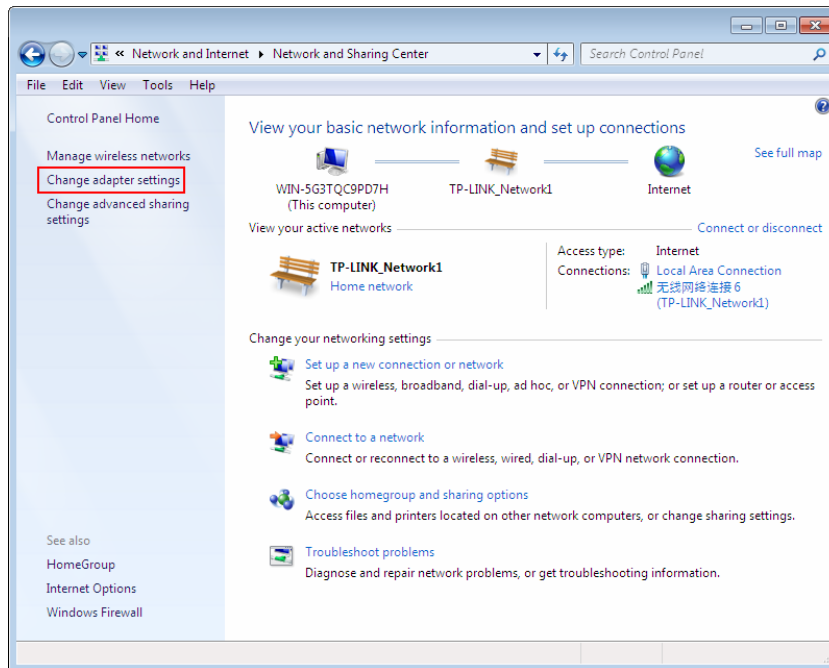 « Network and Internet ▸ Network and Sharing Center
Search Control Panel
File Edit View Tools Help
Control Panel Home
Manage wireless networks
Change adapter settings
Change advanced sharing
settings
See also
HomeGroup
Internet Options
Windows Firewall
View your basic network information and set up connections
See full map
WIN-5G3TQC9PD7H
(This computer)
TP-LINK_Network1
Internet
View your active networks
Connect or disconnect
TP-LINK_Network1
Home network
Access type: Internet
Connections: Local Area Connection
无线网络连接 6
(TP-LINK_Network1)
Change your networking settings
Set up a new connection or network
Set up a wireless, broadband, dial-up, ad hoc, or VPN connection; or set up a router or access
point.
Connect to a network
Connect or reconnect to a wireless, wired, dial-up, or VPN network connection.
Choose homegroup and sharing options
Access files and printers located on other network computers, or change sharing settings.
Troubleshoot problems
Diagnose and repair network problems, or get troubleshooting information.